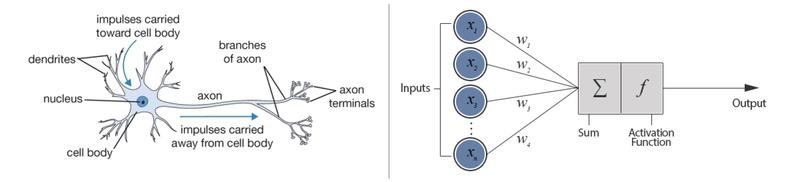 impulses carried
toward cell body
dendrites
nucleus
cell body
axon
branches
of axon
axon
terminals
impulses carried
away from cell body
Inputs
x₁
x₂
x₃
xₙ
w₁
w₂
w₃
w₄
Σ
f
Sum
Activation
Function
Output